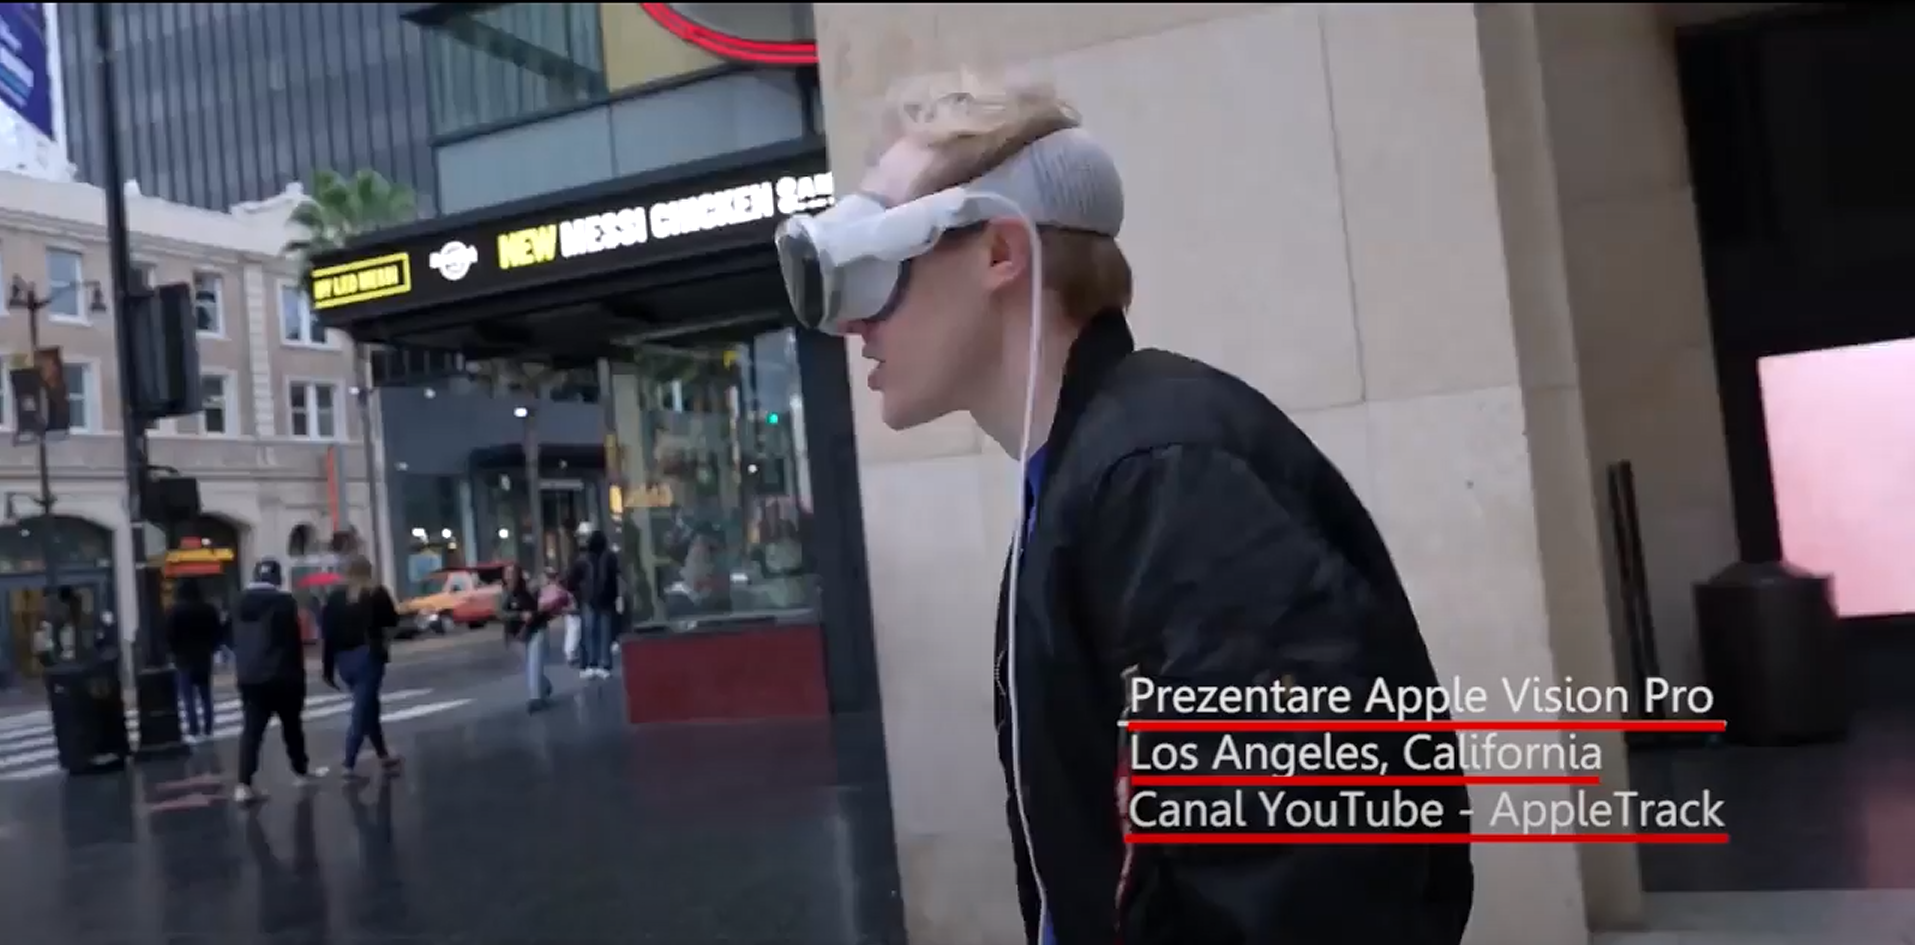 NEW MESSI CHICKEN
Prezentare Apple Vision Pro
Los Angeles, California
Canal YouTube - AppleTrack